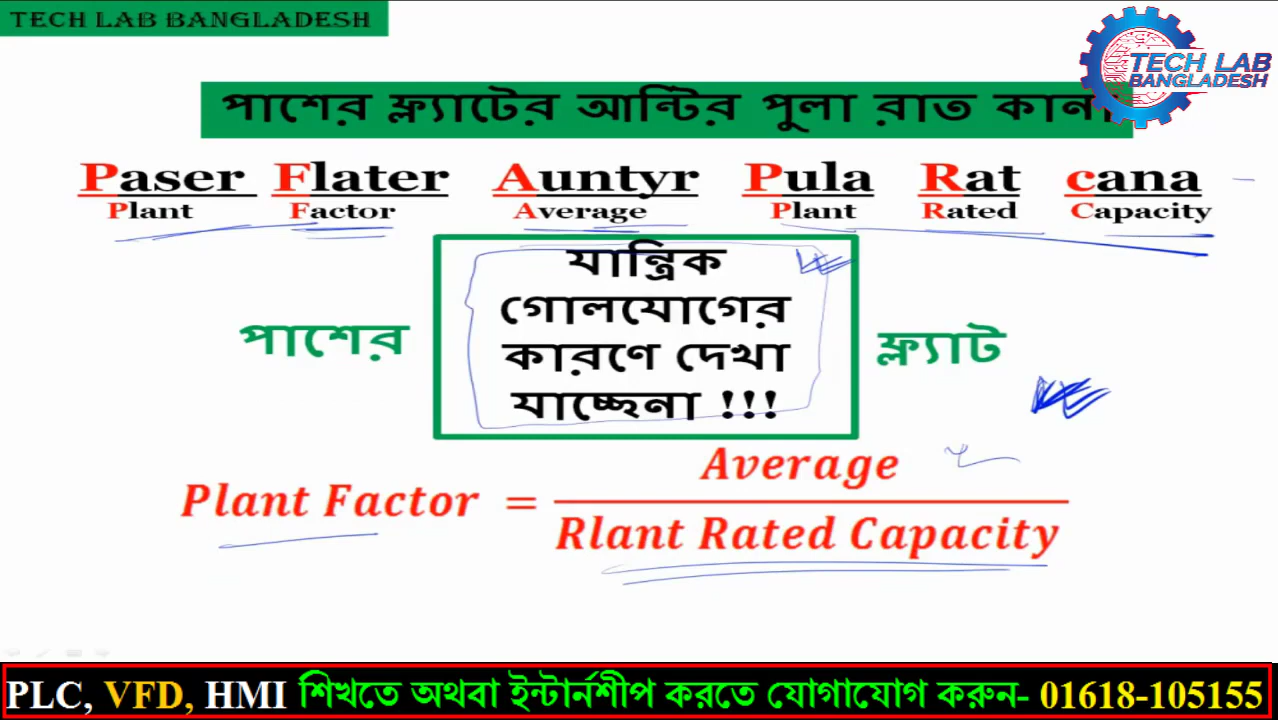 TECH LAB BANGLADESH
TECH LAB
BANGLADESH
পাশের ফ্ল্যাটের আন্টির পুলা রাত কানা
Paser Flater Auntyr Pula Rat cana
Plant Factor Average Plant Rated Capacity
যান্ত্রিক
গোলযোগের
কারণে দেখা
যাচ্ছেনা !!!
পাশের
ফ্ল্যাট
Plant Factor = Average
Rlant Rated Capacity
PLC, VFD, HMI শিখতে অথবা ইন্টার্নশীপ করতে যোগাযোগ করুন- 01618-105155